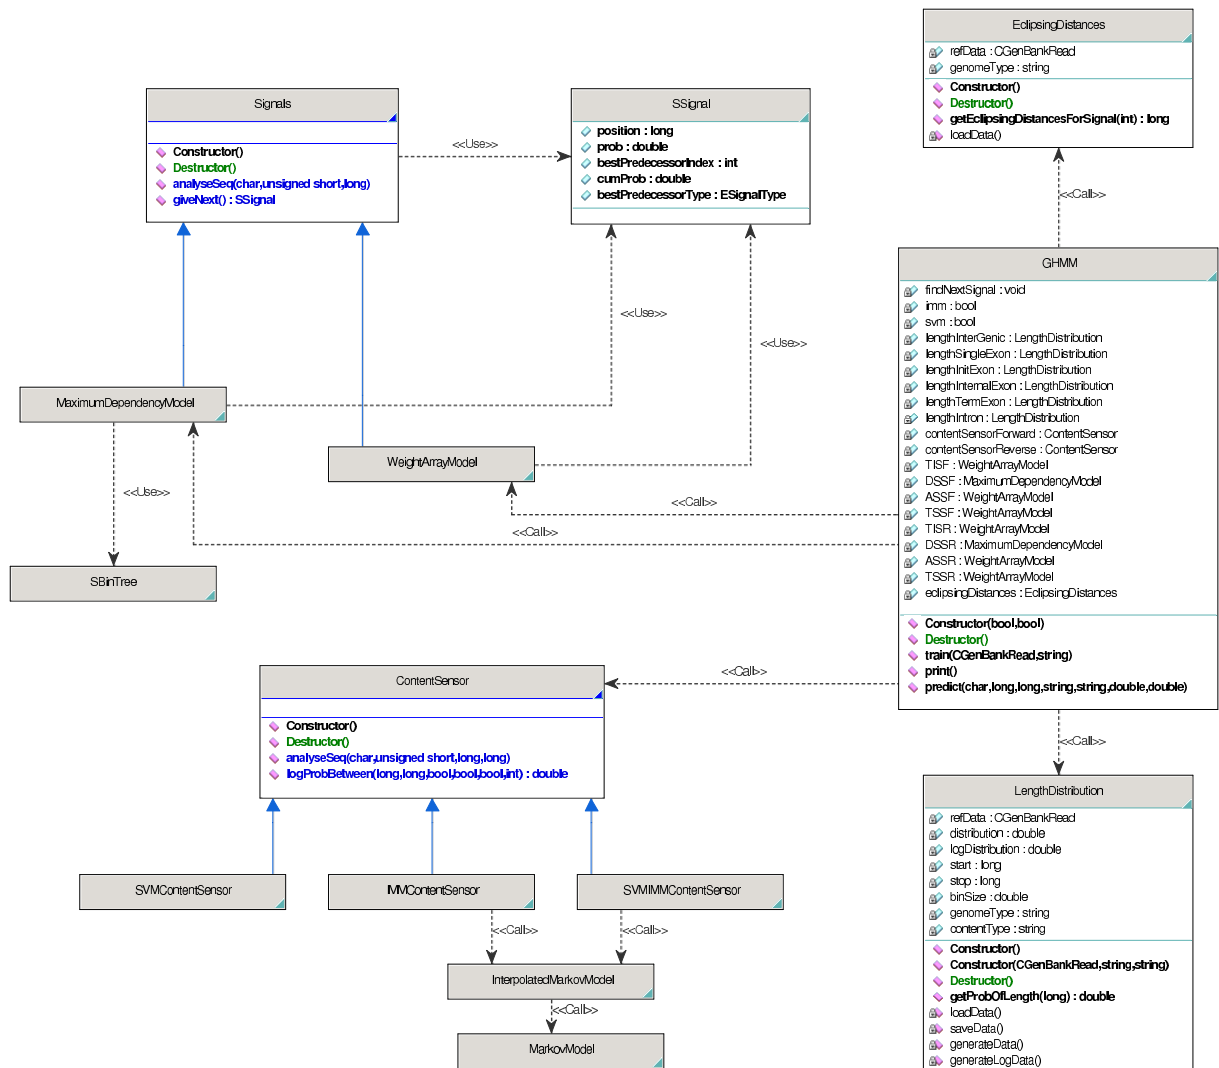 EclipsingDistances
refData : CGenBankRead
genomeType : string
Constructor()
Destructor()
getEclipsingDistancesForSignal(int) : long
loadData()
Signals
Constructor()
Destructor()
analyseSeq(char,unsigned short,long)
giveNext() : SSignal
<<Use>>
SSignal
position : long
prob : double
bestPredecessorIndex : int
cumProb : double
bestPredecessorType : ESignalType
<<Call>>
GHMM
findNextSignal : void
imm : bool
svm : bool
lengthInterGenic : LengthDistribution
lengthSingleExon : LengthDistribution
lengthInitExon : LengthDistribution
lengthInternalExon : LengthDistribution
lengthTermExon : LengthDistribution
lengthIntron : LengthDistribution
contentSensorForward : ContentSensor
contentSensorReverse : ContentSensor
TISF : WeightArrayModel
DSSF : MaximumDependencyModel
ASSF : WeightArrayModel
TSSF : WeightArrayModel
TISR : WeightArrayModel
DSSR : MaximumDependencyModel
ASSR : WeightArrayModel
TSSR : WeightArrayModel
eclipsingDistances : EclipsingDistances
Constructor(bool,bool)
Destructor()
train(CGenBankRead,string)
print()
predict(char,long,long,string,string,double,double)
<<Use>>
<<Use>>
MaximumDependencyModel
WeightArrayModel
<<Use>>
<<Call>>
<<Call>>
SBinTree
<<Call>>
ContentSensor
Constructor()
Destructor()
analyseSeq(char,unsigned short,long,long)
logProbBetween(long,long,bool,bool,bool,int) : double
<<Call>>
LengthDistribution
refData : CGenBankRead
distribution : double
logDistribution : double
start : long
stop : long
binSize : double
genomeType : string
contentType : string
Constructor()
Constructor(CGenBankRead,string,string)
Destructor()
getProbOfLength(long) : double
loadData()
saveData()
generateData()
generateLogData()
SVMContentSensor
IMMContentSensor
SVMIMMContentSensor
<<Call>>
<<Call>>
InterpolatedMarkovModel
<<Call>>
MarkovModel